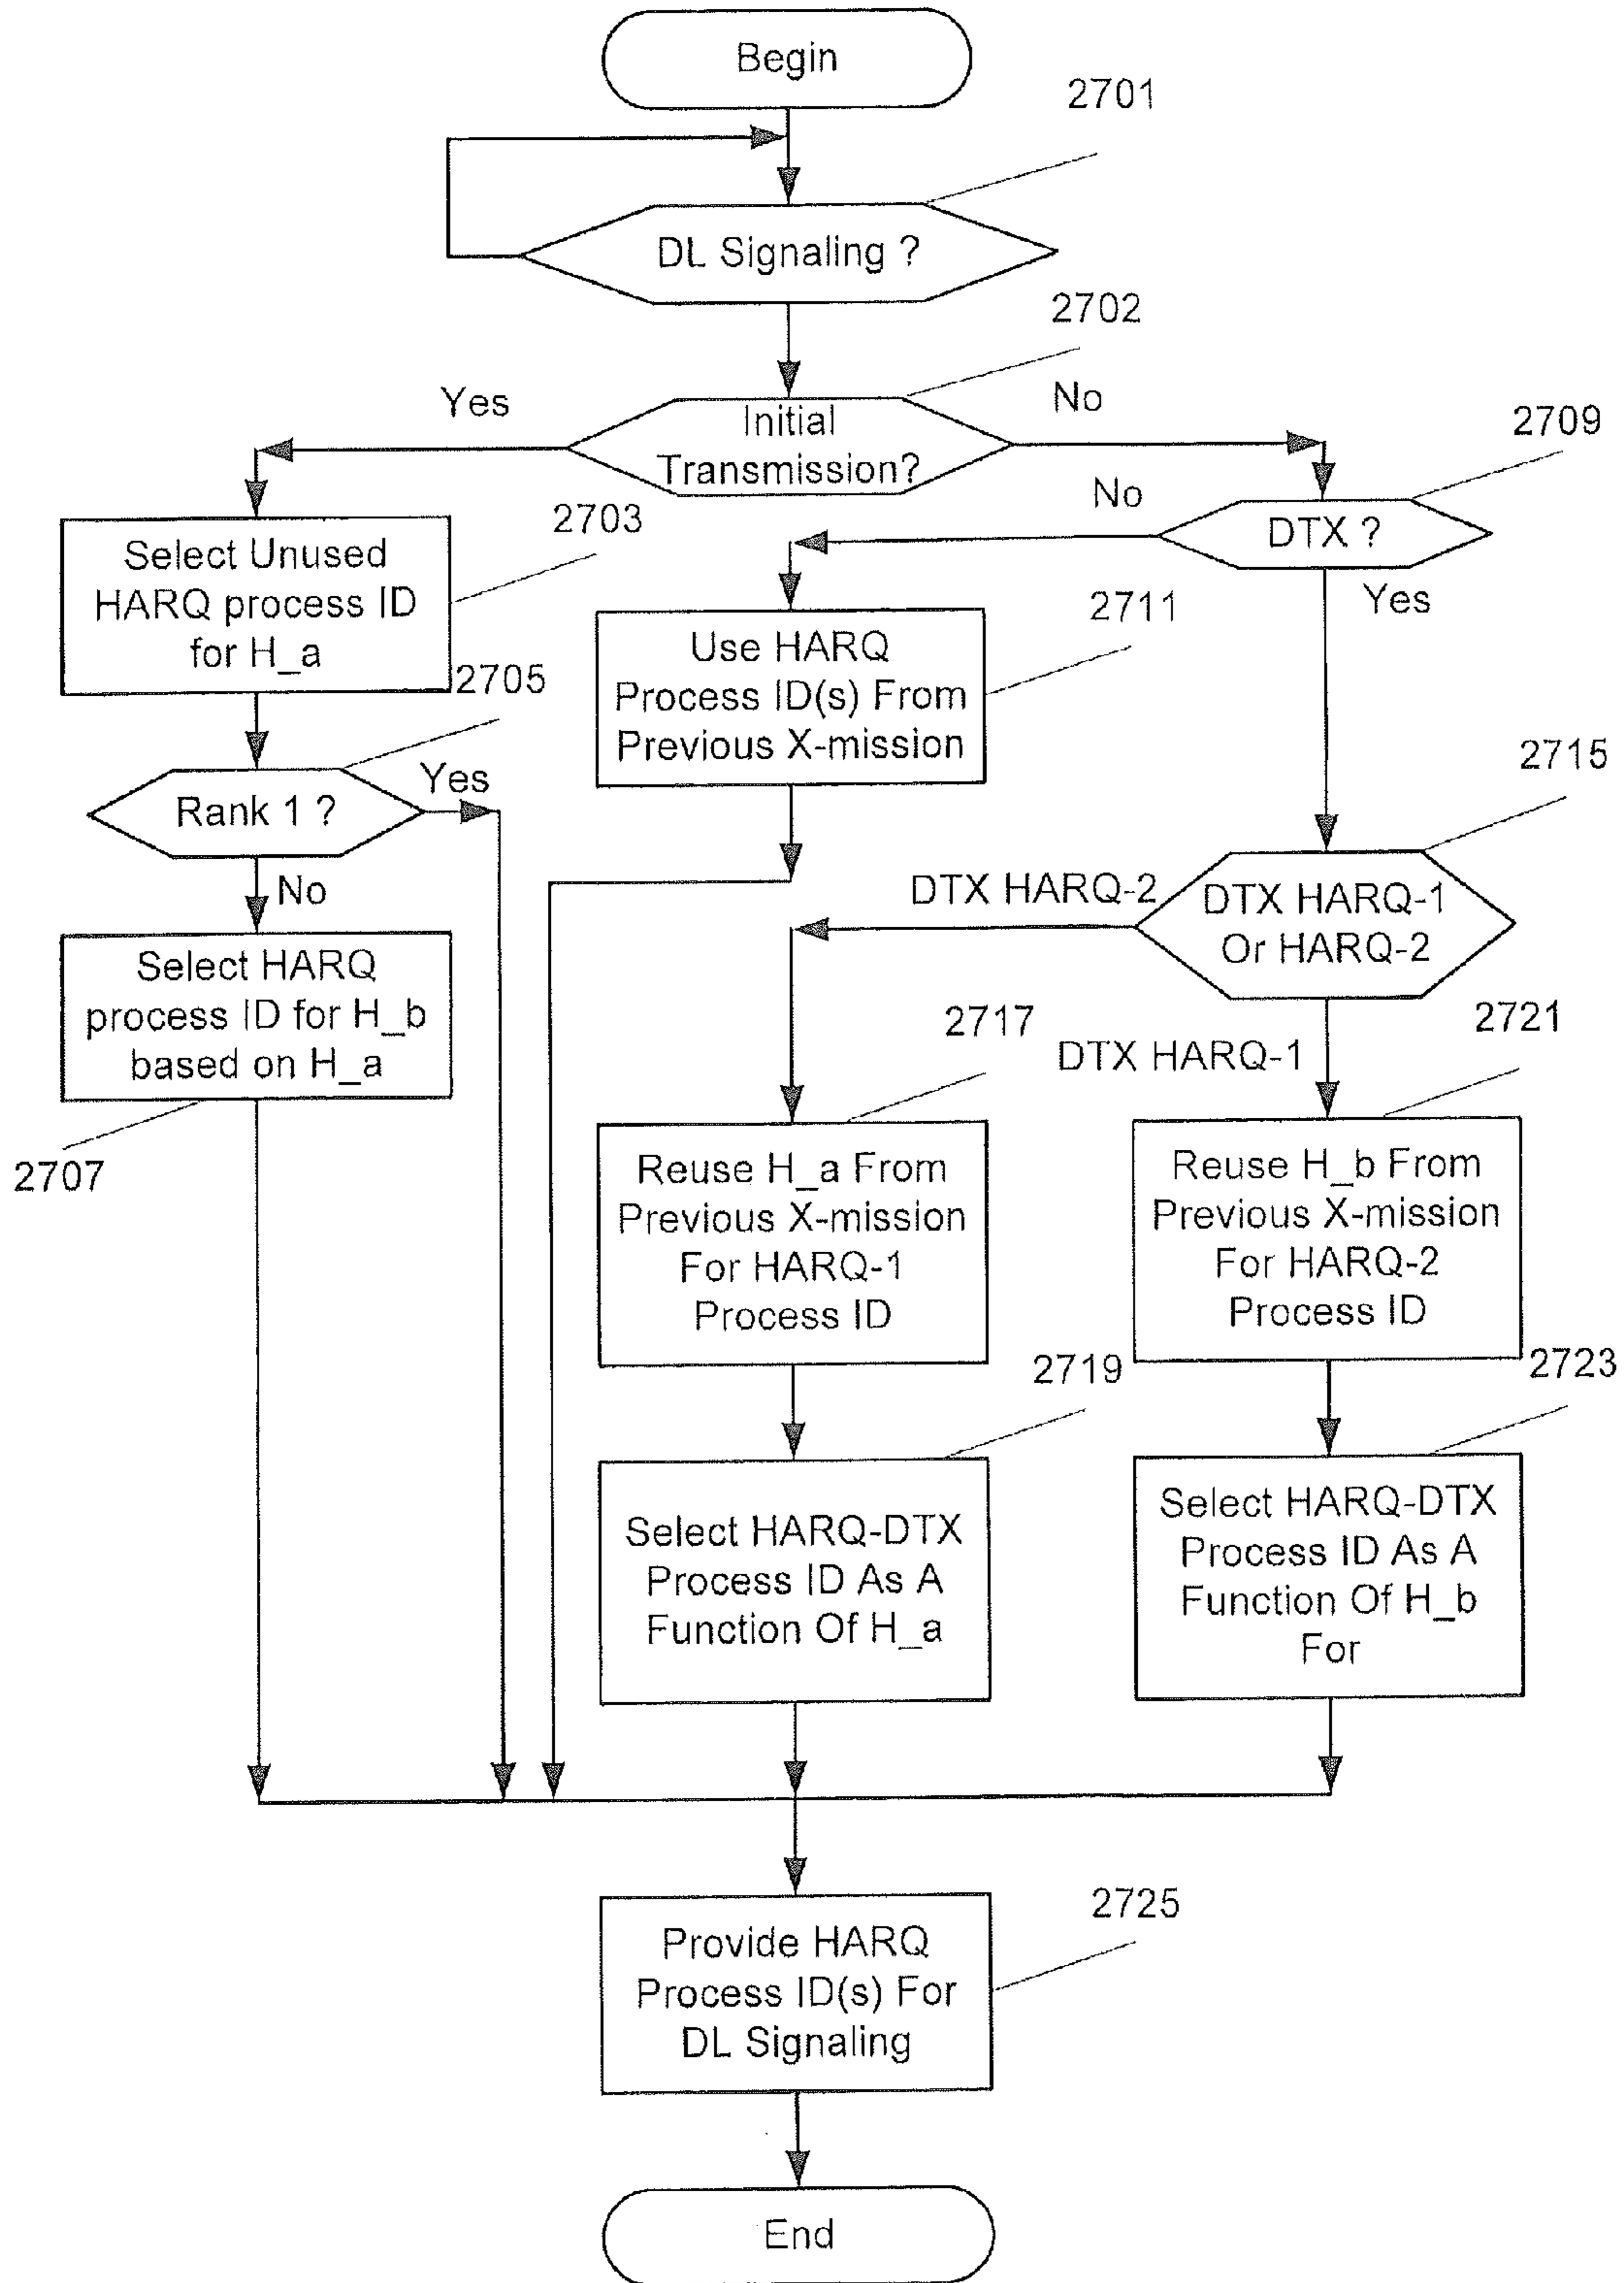 Begin
2701
DL Signaling ?
2702
Yes
Initial
Transmission?
No
2709
No
DTX ?
Yes
2703
Select Unused
HARQ process ID
for H_a
2711
Use HARQ
Process ID(s) From
Previous X-mission
2705
Rank 1 ?
Yes
No
2715
DTX HARQ-2
DTX HARQ-1
Or HARQ-2
Select HARQ
process ID for H_b
based on H_a
2707
2717
DTX HARQ-1
2721
Reuse H_a From
Previous X-mission
For HARQ-1
Process ID
Reuse H_b From
Previous X-mission
For HARQ-2
Process ID
2719
2723
Select HARQ-DTX
Process ID As A
Function Of H_a
Select HARQ-DTX
Process ID As A
Function Of H_b
For
2725
Provide HARQ
Process ID(s) For
DL Signaling
End